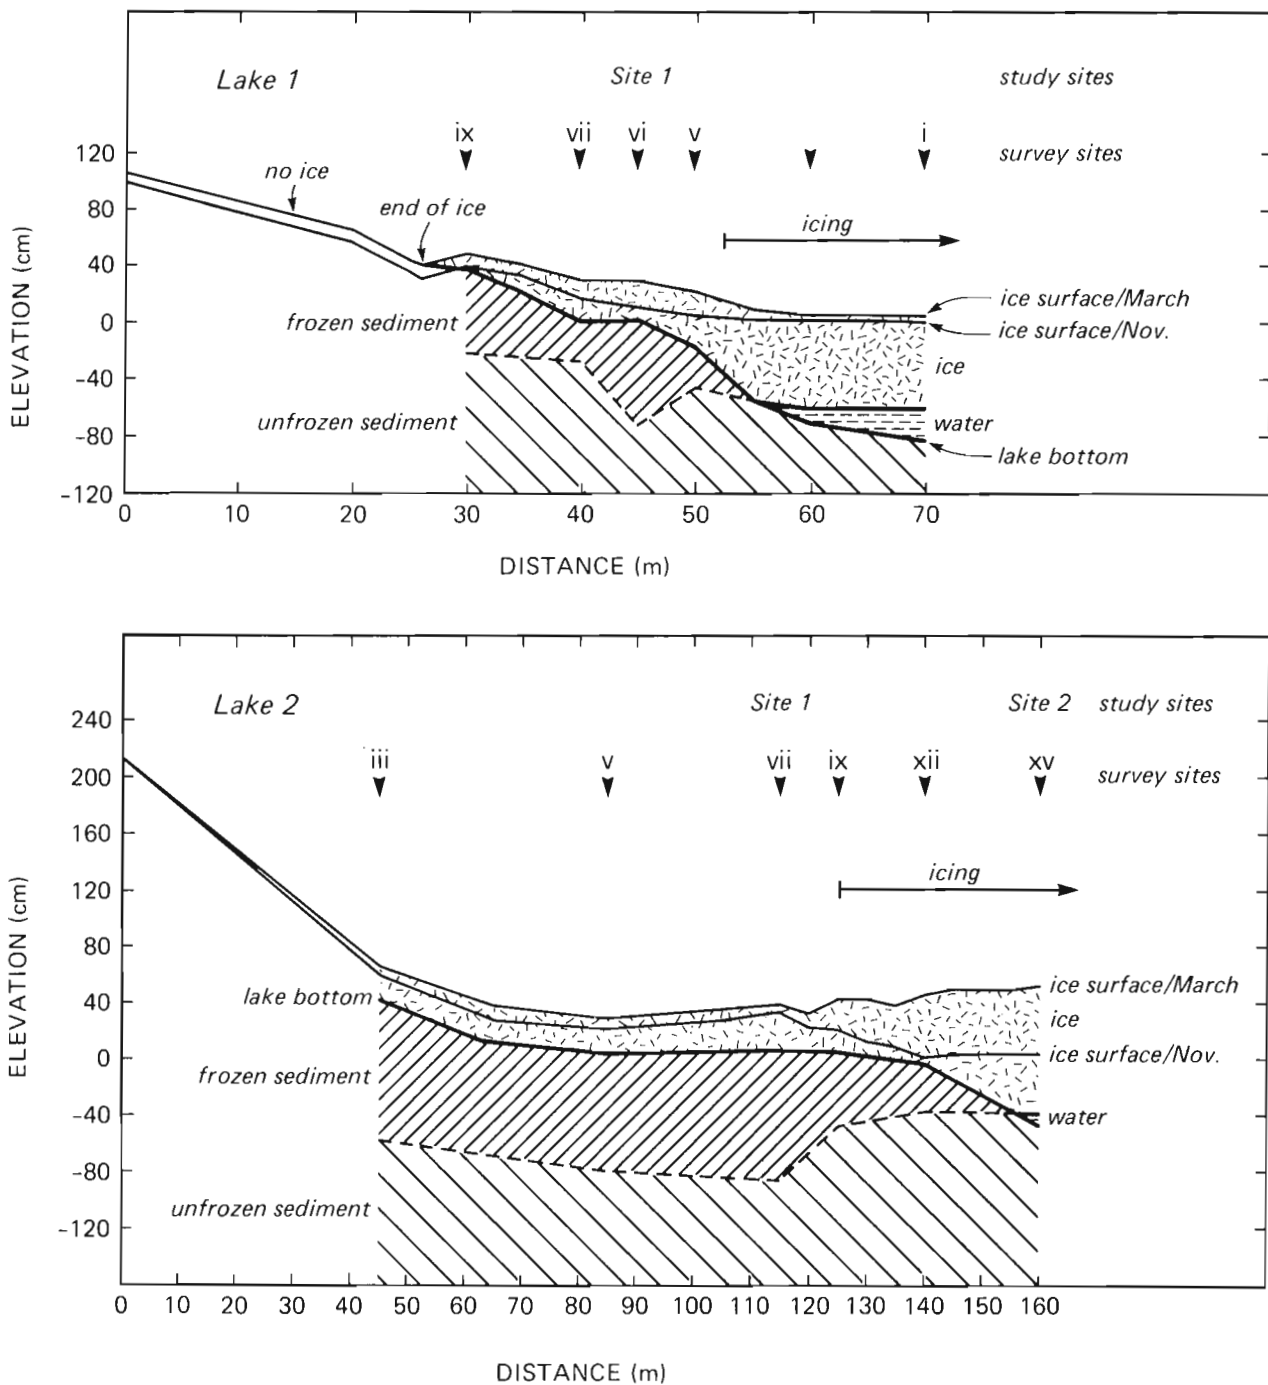 Lake 1 Site 1 study sites
ix vii vi v i survey sites
120
no ice
80
end of ice
icing
40
ice surface/March
0
frozen sediment
ice surface/Nov.
ice
-40
unfrozen sediment
water
-80
lake bottom
-120
0 10 20 30 40 50 60 70
ELEVATION (cm)
DISTANCE (m)
Lake 2 Site 1 Site 2 study sites
240
iii v vii ix xii xv survey sites
200
160
icing
120
80
ice surface/March
lake bottom
40
ice
0
ice surface/Nov.
frozen sediment
-40
water
-80
unfrozen sediment
-120
0 10 20 30 40 50 60 70 80 90 100 110 120 130 140 150 160
ELEVATION (cm)
DISTANCE (m)